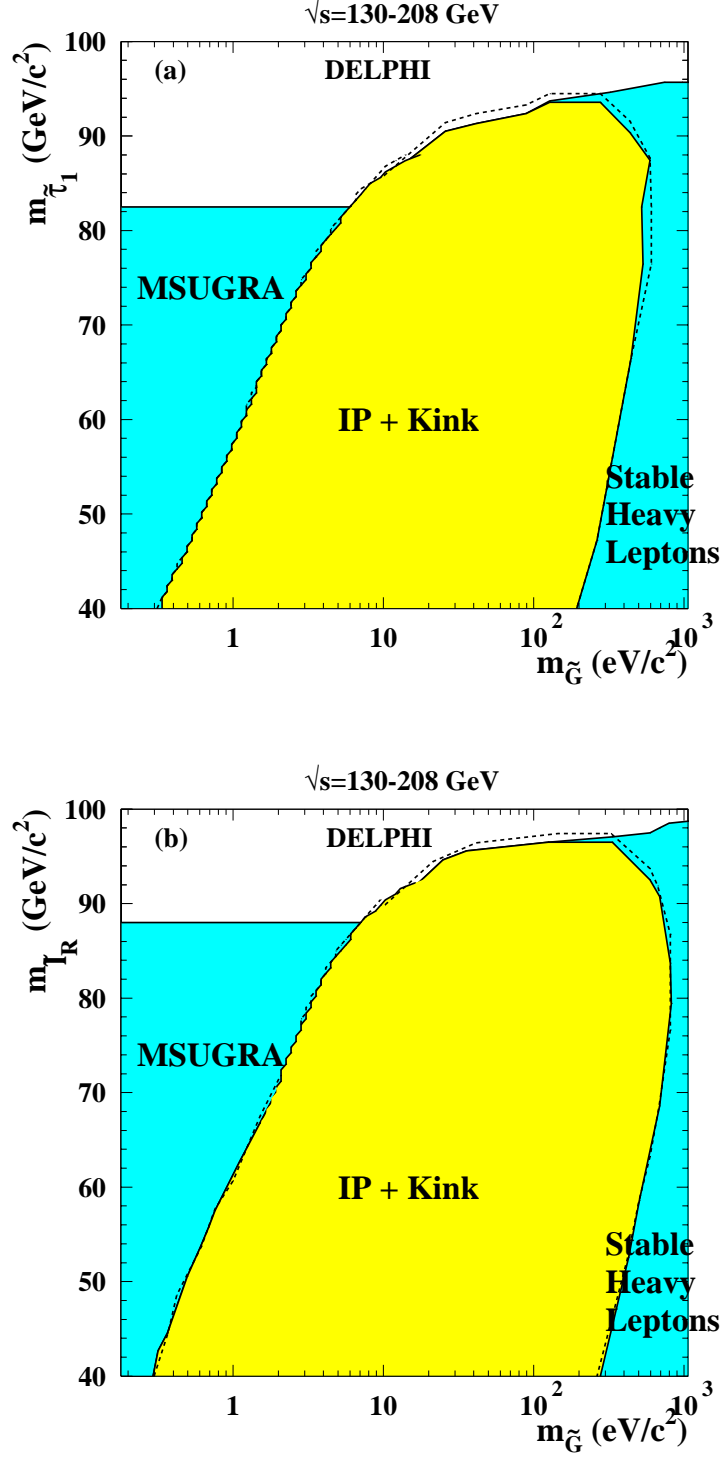 √s=130-208 GeV
m_τ̃₁ (GeV/c²)
(a)
DELPHI
100
90
80
70
60
50
40
MSUGRA
IP + Kink
Stable
Heavy
Leptons
1
10
10²
10³
m_G̃ (eV/c²)
√s=130-208 GeV
m_l̃_R (GeV/c²)
(b)
DELPHI
100
90
80
70
60
50
40
MSUGRA
IP + Kink
Stable
Heavy
Leptons
1
10
10²
10³
m_G̃ (eV/c²)